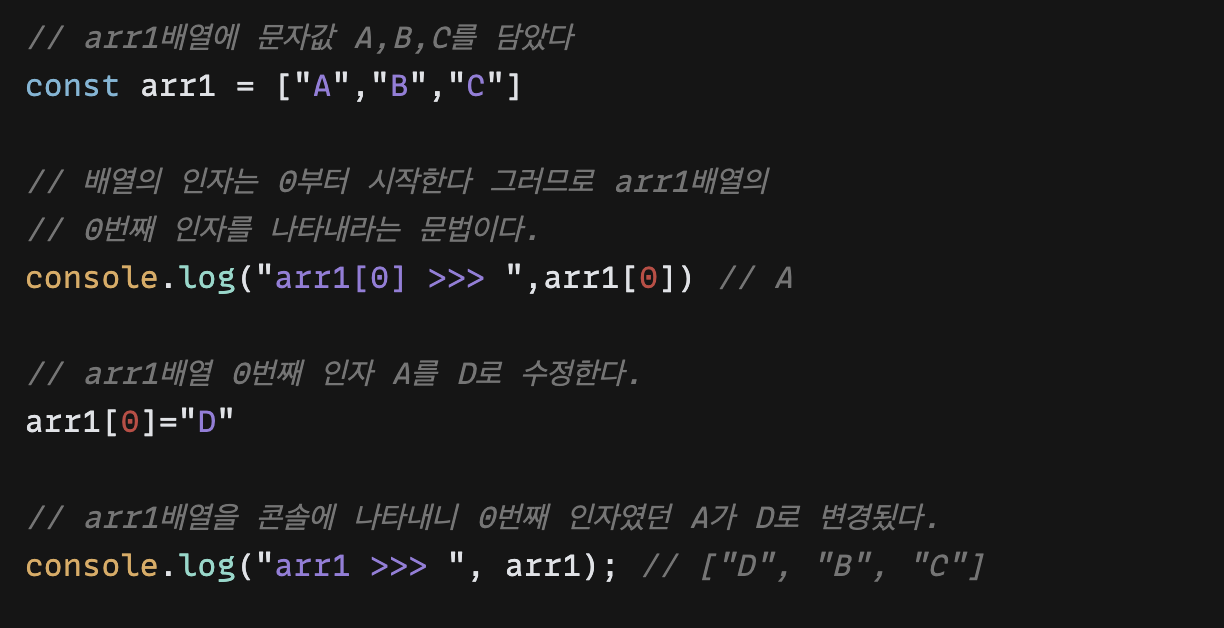 // arr1배열에 문자값 A,B,C를 담았다
const arr1 = ["A","B","C"]
// 배열의 인자는 0부터 시작한다 그러므로 arr1배열의
// 0번째 인자를 나타내라는 문법이다.
console.log("arr1[0] >>> ",arr1[0]) // A
// arr1배열 0번째 인자 A를 D로 수정한다.
arr1[0]="D"
// arr1배열을 콘솔에 나타내니 0번째 인자였던 A가 D로 변경됬다.
console.log("arr1 >>> ", arr1); // ["D", "B", "C"]